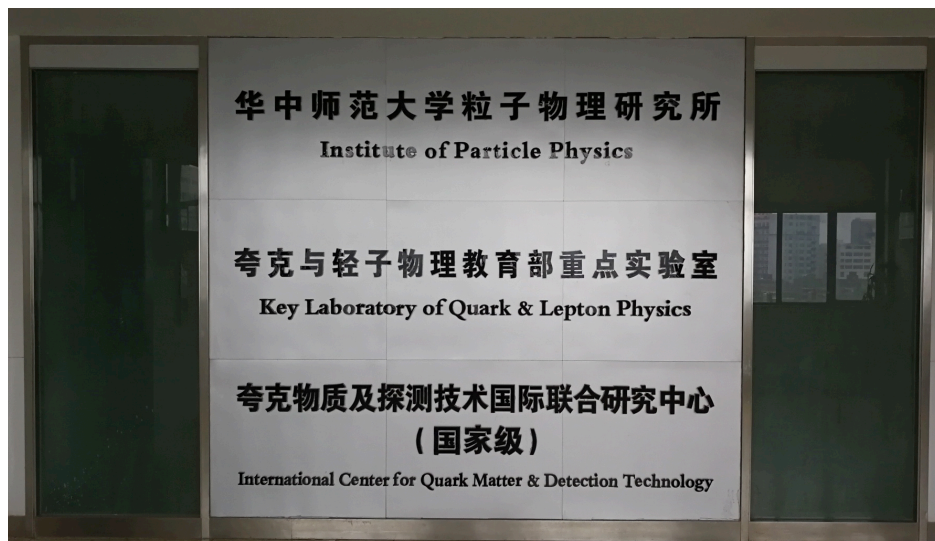 华中师范大学粒子物理研究所
Institute of Particle Physics
夸克与轻子物理教育部重点实验室
Key Laboratory of Quark & Lepton Physics
夸克物质及探测技术国际联合研究中心
（国家级）
International Center for Quark Matter & Detection Technology